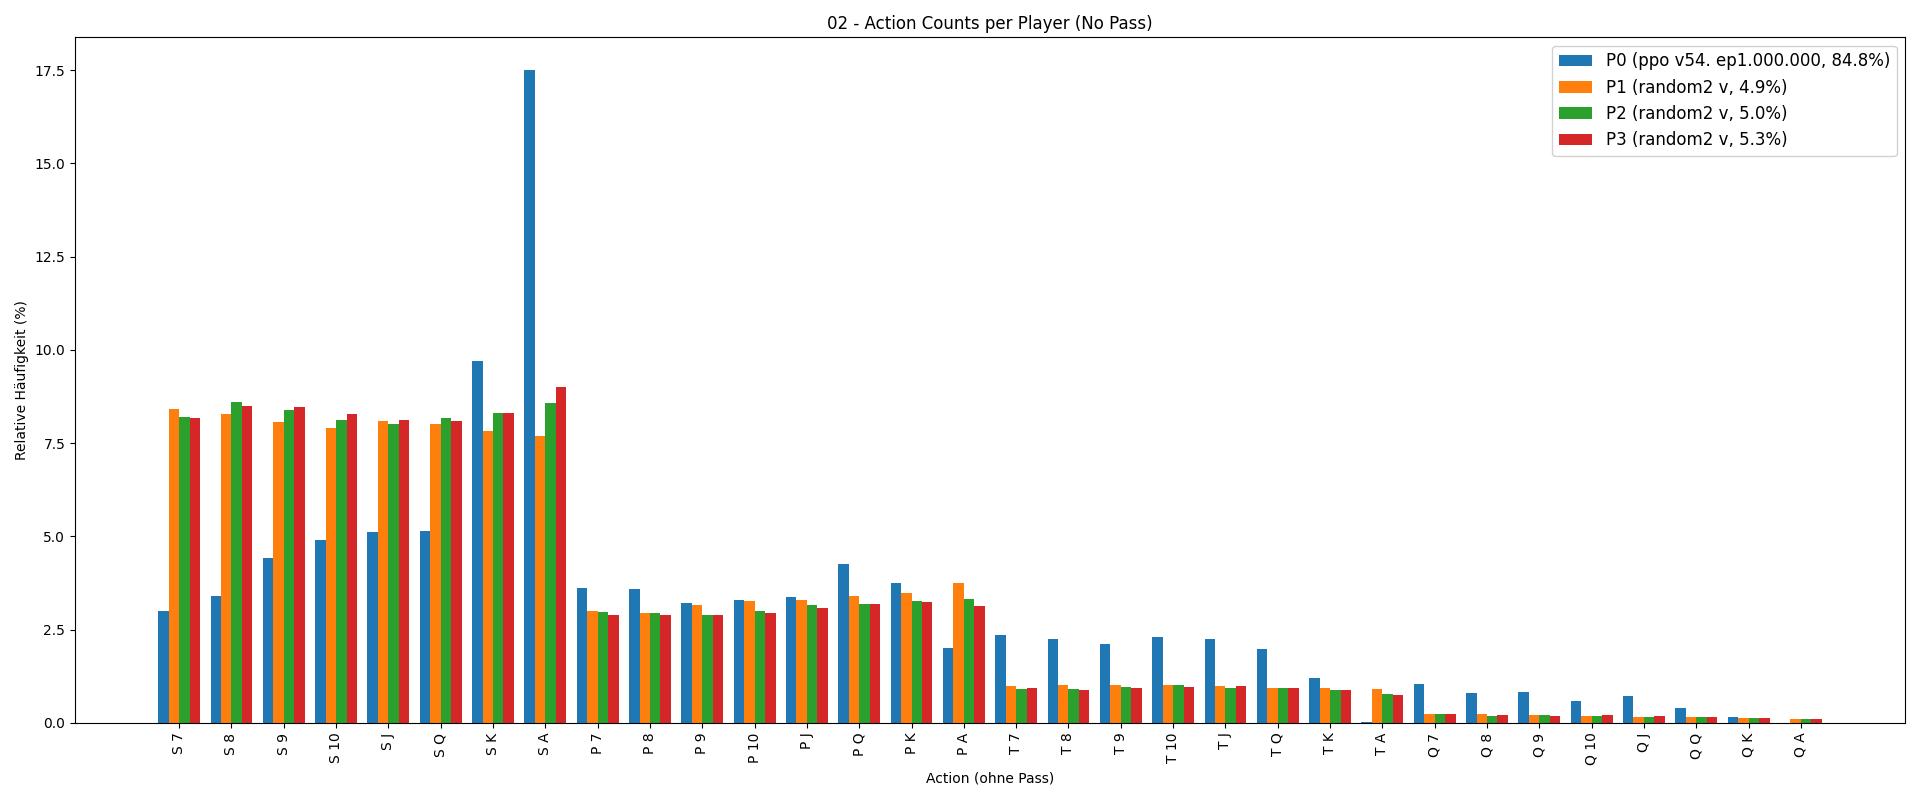 02 - Action Counts per Player (No Pass)
P0 (ppo v54. ep1.000.000, 84.8%)
P1 (random2 v, 4.9%)
P2 (random2 v, 5.0%)
P3 (random2 v, 5.3%)
Relative Häufigkeit (%)
17.5
15.0
12.5
10.0
7.5
5.0
2.5
0.0
S 7
S 8
S 9
S 10
S J
S Q
S K
S A
P 7
P 8
P 9
P 10
P J
P Q
P K
P A
T 7
T 8
T 9
T 10
T J
T Q
T K
T A
Q 7
Q 8
Q 9
Q 10
Q J
Q Q
Q K
Q A
Action (ohne Pass)